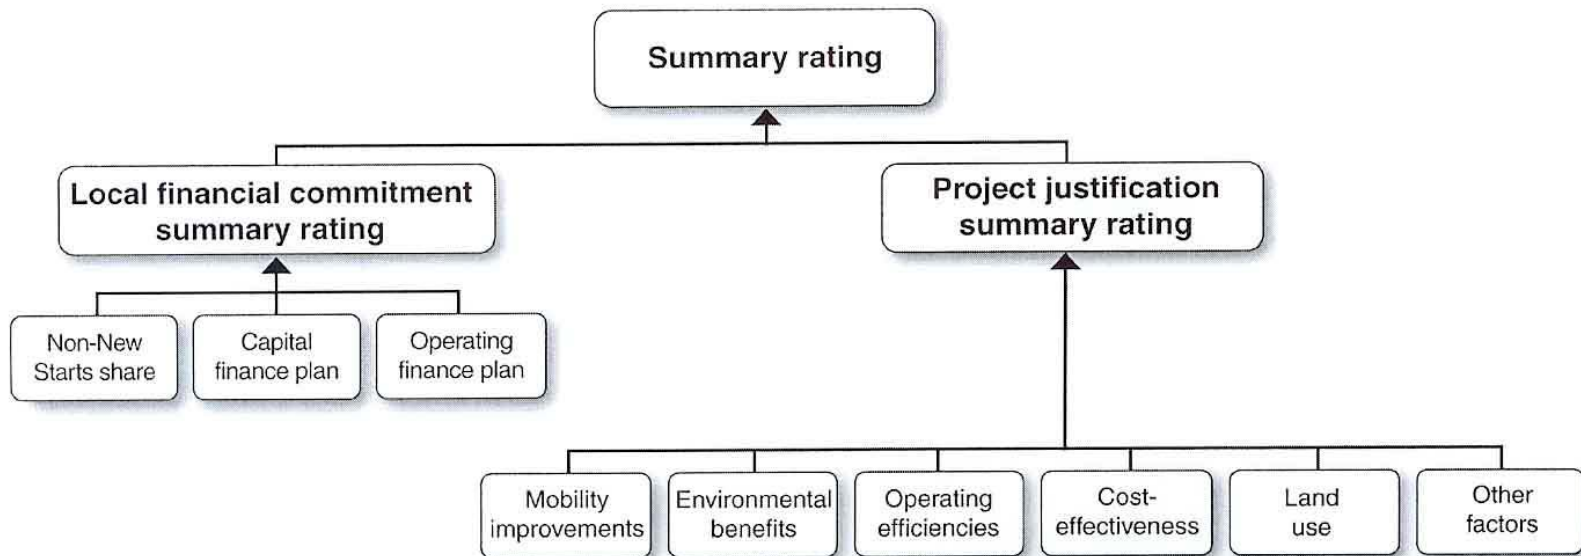 Summary rating
Local financial commitment
summary rating
Project justification
summary rating
Non-New
Starts share
Capital
finance plan
Operating
finance plan
Mobility
improvements
Environmental
benefits
Operating
efficiencies
Cost-
effectiveness
Land
use
Other
factors